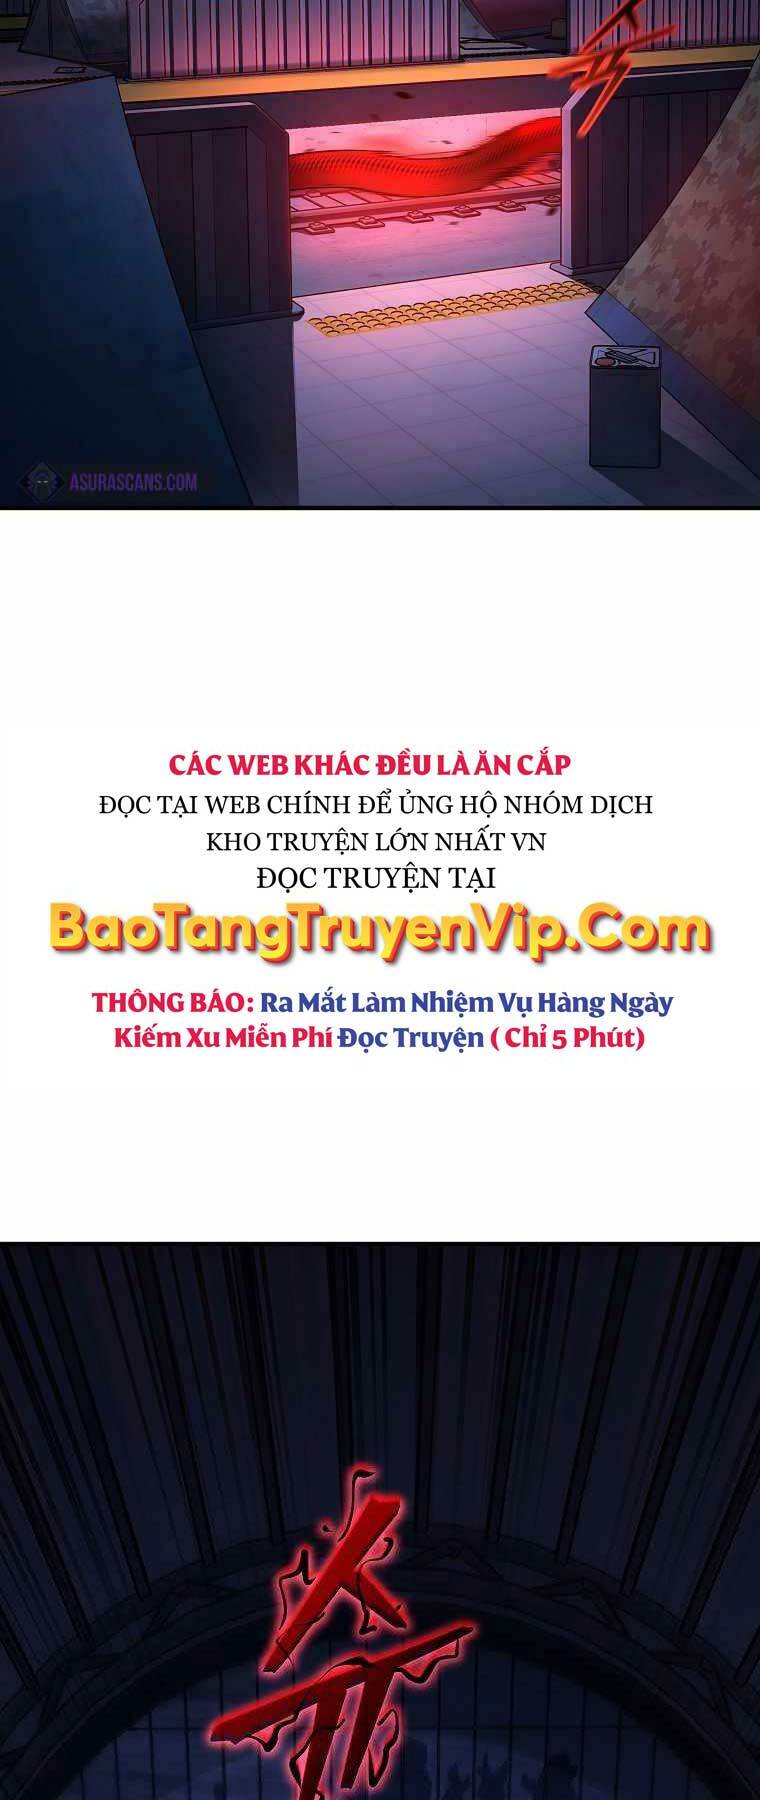 슉
ASURASCANS.COM
CÁC WEB KHÁC ĐỀU LÀ ĂN CẮP
ĐỌC TẠI WEB CHÍNH ĐỂ ỦNG HỘ NHÓM DỊCH
KHO TRUYỆN LỚN NHẤT VN
ĐỌC TRUYỆN TẠI
BaoTangTruyenVip.Com
THÔNG BÁO: Ra Mắt Làm Nhiệm Vụ Hàng Ngày
Kiếm Xu Miễn Phí Đọc Truyện ( Chỉ 5 Phút)
슈